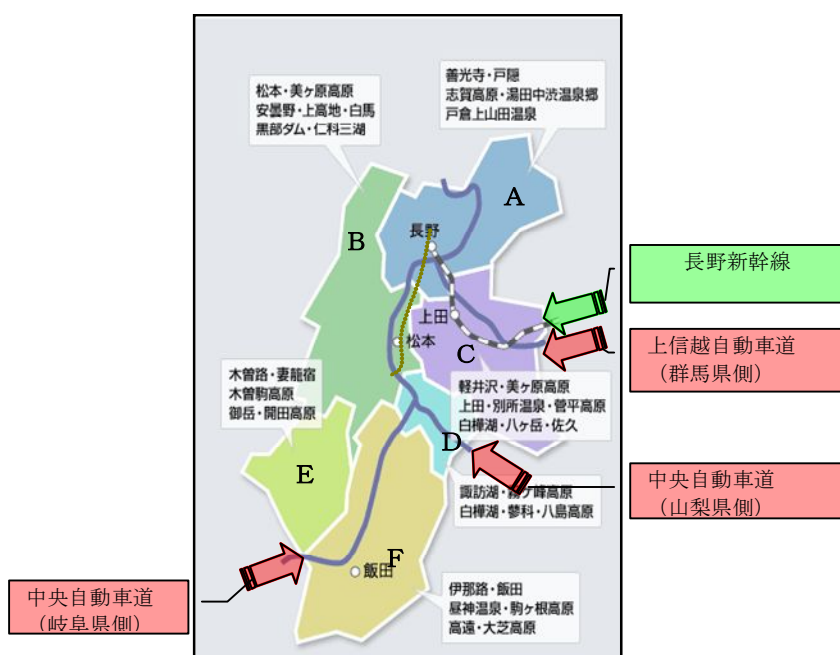 善光寺・戸隠
志賀高原・湯田中渋温泉郷
戸倉上山田温泉
松本・美ヶ原高原
安曇野・上高地・白馬
黒部ダム・仁科三湖
A
B
長野
長野新幹線
上田
上信越自動車道
（群馬県側）
松本
C
木曽路・妻籠宿
木曽駒高原
御岳・開田高原
軽井沢・美ヶ原高原
上田・別所温泉・菅平高原
白樺湖・八ヶ岳・佐久
D
E
中央自動車道
（山梨県側）
諏訪湖・霧ケ峰高原
白樺湖・蓼科・八島高原
F
飯田
中央自動車道
（岐阜県側）
伊那路・飯田
昼神温泉・駒ヶ根高原
高遠・大芝高原